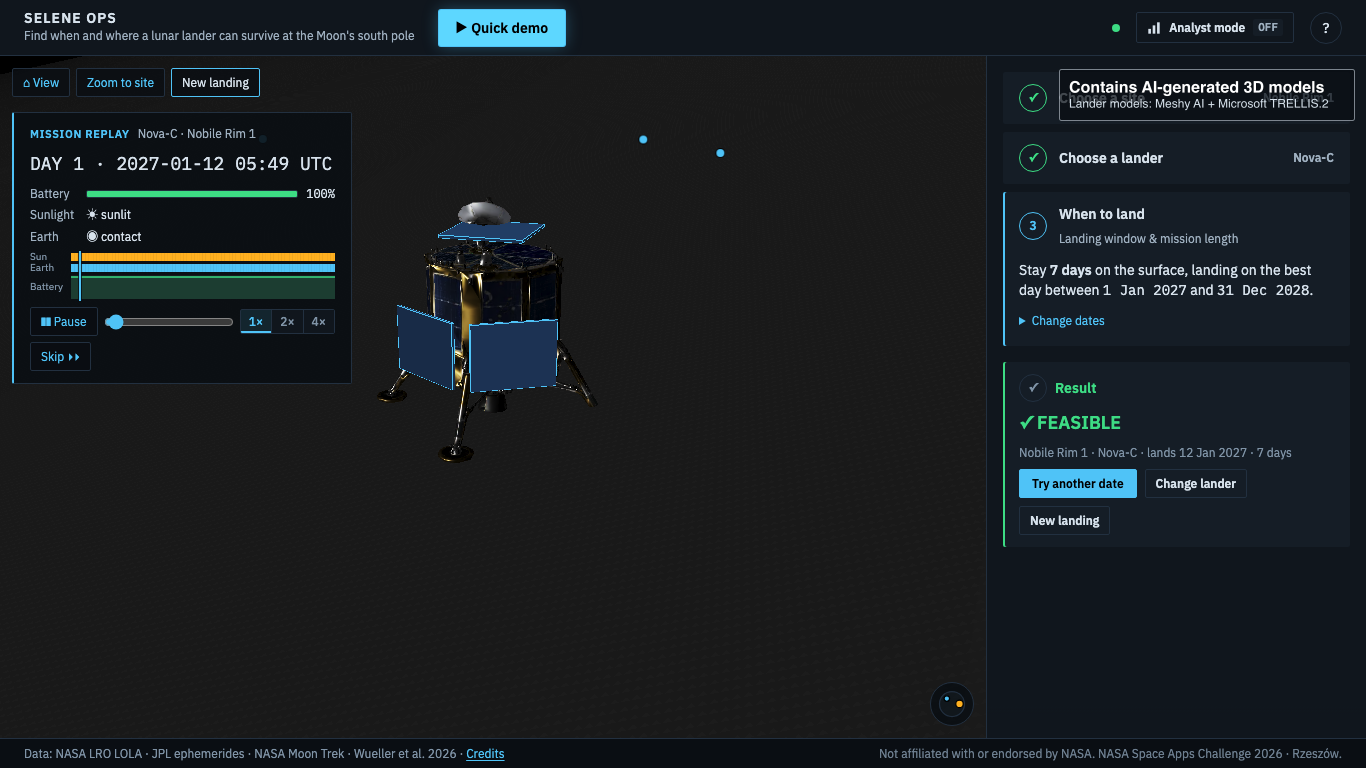 SELENE OPS
Find when and where a lunar lander can survive at the Moon's south pole
▶ Quick demo
Analyst mode OFF
?
⌂ View
Zoom to site
New landing
MISSION REPLAY Nova-C · Nobile Rim 1
DAY 1 · 2027-01-12 05:49 UTC
Battery 100%
Sunlight ☀ sunlit
Earth ◉ contact
Sun
Earth
Battery
Pause
1×
2×
4×
Skip
✓ Choose a site Nobile Rim 1
Contains AI-generated 3D models
Lander models: Meshy AI + Microsoft TRELLIS.2
✓ Choose a lander Nova-C
3 When to land
Landing window & mission length
Stay 7 days on the surface, landing on the best
day between 1 Jan 2027 and 31 Dec 2028.
▶ Change dates
✓ Result
✓ FEASIBLE
Nobile Rim 1 · Nova-C · lands 12 Jan 2027 · 7 days
Try another date
Change lander
New landing
Data: NASA LRO LOLA · JPL ephemerides · NASA Moon Trek · Wueller et al. 2026 · Credits
Not affiliated with or endorsed by NASA. NASA Space Apps Challenge 2026 · Rzeszów.